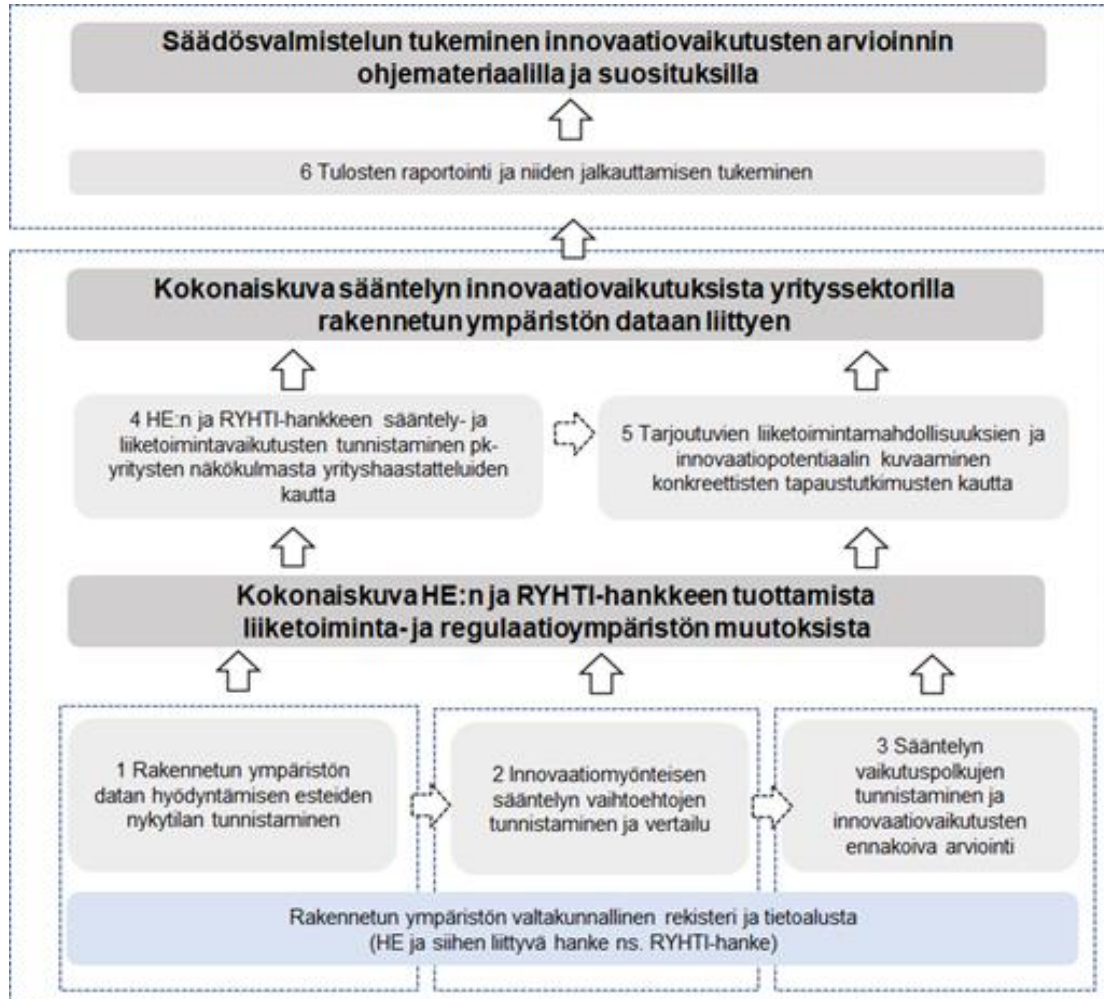 Säädösvalmistelun tukeminen innovaatiovaikutusten arvioinnin
ohjemateriaalilla ja suosituksilla
6 Tulosten raportointi ja niiden jalkauttamisen tukeminen
Kokonaiskuva sääntelyn innovaatiovaikutuksista yrityssektorilla
rakennetun ympäristön dataan liittyen
4 HE:n ja RYHTI-hankkeen sääntely- ja
liiketoimintavaikutusten tunnistaminen pk-
yritysten näkökulmasta yrityshaastatteluiden
kautta
5 Tarjoutuvien liiketoimintamahdollisuuksien ja
innovaatiopotentiaalin kuvaaminen
konkreettisten tapaustutkimusten kautta
Kokonaiskuva HE:n ja RYHTI-hankkeen tuottamista
liiketoiminta- ja regulaatioympäristön muutoksista
1 Rakennetun ympäristön
datan hyödyntämisen esteiden
nykytilan tunnistaminen
2 Innovaatiomyönteisen
sääntelyn vaihtoehtojen
tunnistaminen ja vertailu
3 Sääntelyn
vaikutuspolkujen
tunnistaminen ja
innovaatiovaikutusten
ennakoiva arviointi
Rakennetun ympäristön valtakunnallinen rekisteri ja tietoalusta
(HE ja siihen liittyvä hanke ns. RYHTI-hanke)